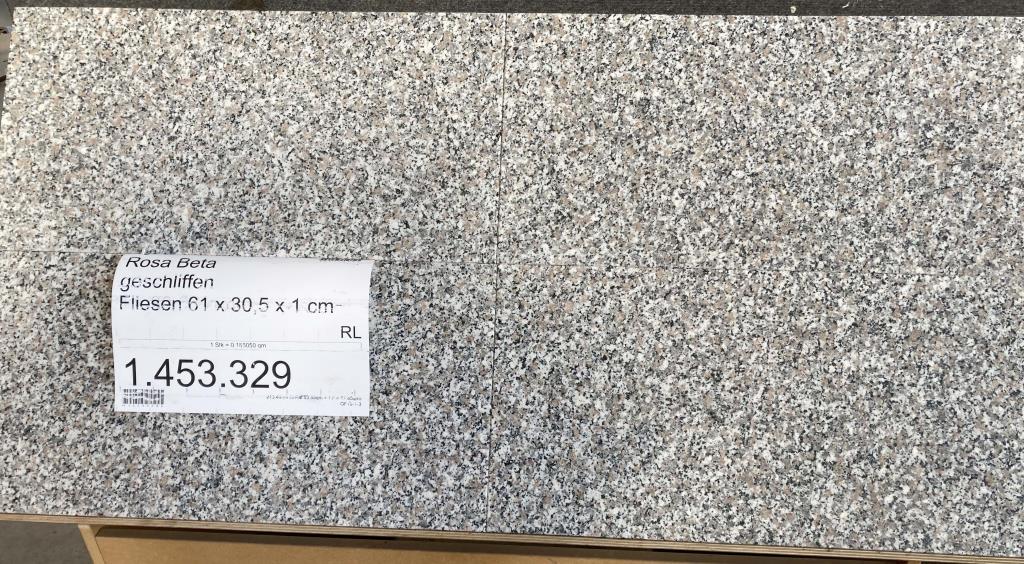 Rosa Beta
geschliffen
Fliesen 61 x 30,5 x 1 cm
RL
1.453.329